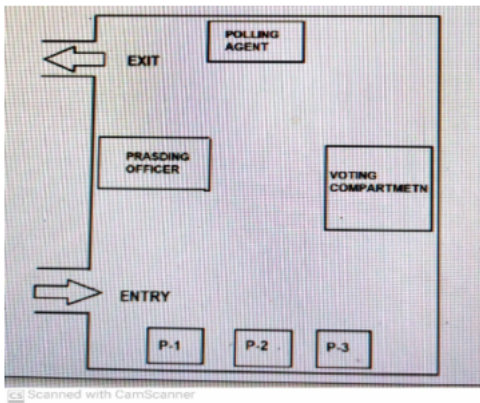 POLLING
AGENT
EXIT
PRASDING
OFFICER
VOTING
COMPARTMETN
ENTRY
P-1
P-2
P-3
CS Scanned with CamScanner